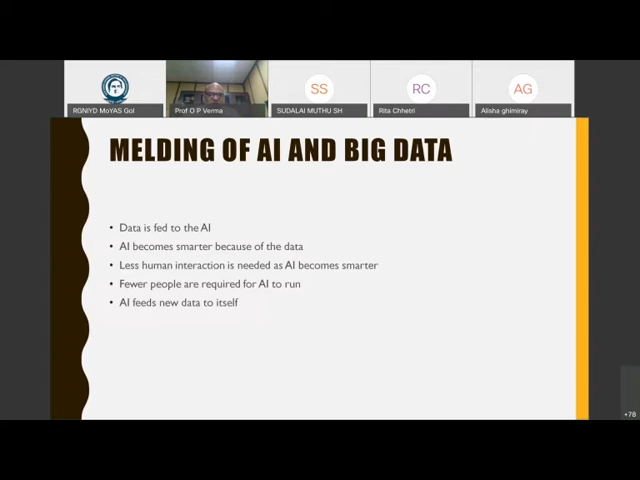 SS
RC
AG
RGNIYD MoYAS GoI
Prof O P Verma
SUDALAI MUTHU SH
Rita Chhetri
Alisha ghimiray
MELDING OF AI AND BIG DATA
• Data is fed to the AI
• AI becomes smarter because of the data
• Less human interaction is needed as AI becomes smarter
• Fewer people are required for AI to run
• AI feeds new data to itself
+78